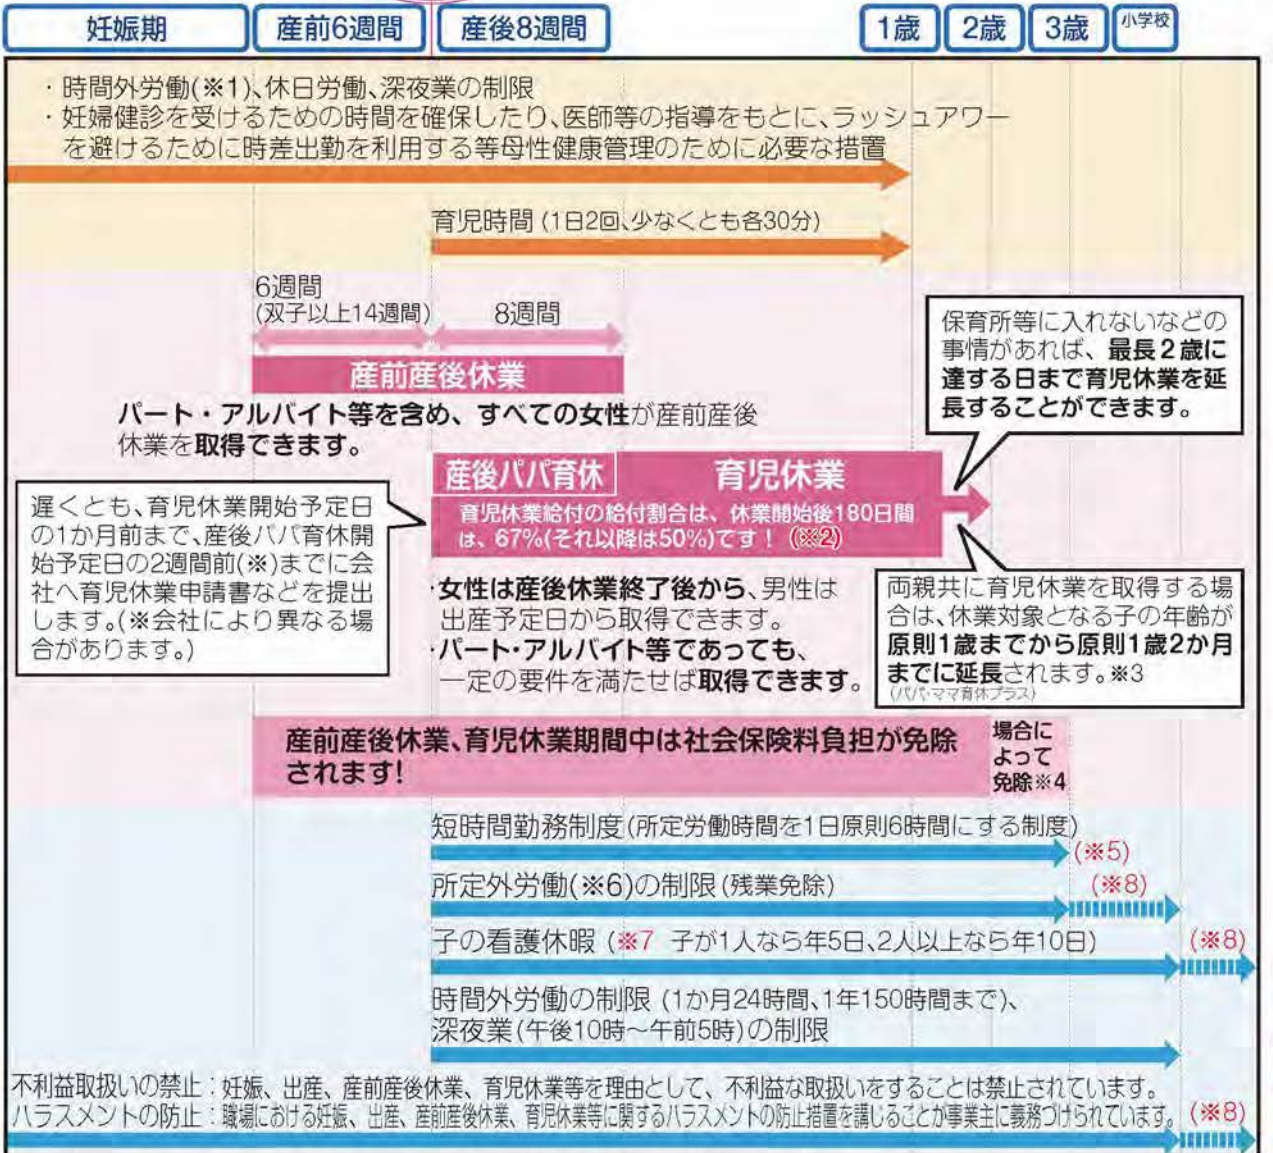 妊娠期 産前6週間 産後8週間 1歳 2歳 3歳 小学校
・時間外労働(※1)、休日労働、深夜業の制限
・妊婦健診を受けるための時間を確保したり、医師等の指導をもとに、ラッシュアワー
を避けるために時差出勤を利用する等母性健康管理のために必要な措置
育児時間(1日2回、少なくとも各30分)
6週間
(双子以上14週間)
8週間
産前産後休業
パート・アルバイト等を含め、すべての女性が産前産後
休業を取得できます。
保育所等に入れないなどの
事情があれば、最長2歳に
達する日まで育児休業を延
長することができます。
産後パパ育休 育児休業
育児休業給付の給付割合は、休業開始後180日間
は、67%(それ以降は50%)です！(※2)
遅くとも、育児休業開始予定日
の1か月前まで、産後パパ育休開
始予定日の2週間前(※)までに会
社へ育児休業申請書などを提出
します。(※会社により異なる場
合があります。)
・女性は産後休業終了後から、男性は
出産予定日から取得できます。
・パート・アルバイト等であっても、
一定の要件を満たせば取得できます。
両親共に育児休業を取得する場
合は、休業対象となる子の年齢が
原則1歳までから原則1歳2か月
までに延長されます。※3
(パパ・ママ育休プラス)
産前産後休業、育児休業期間中は社会保険料負担が免除
されます!
場合に
よって
免除※4
短時間勤務制度(所定労働時間を1日原則6時間にする制度)
(※5)
所定外労働(※6)の制限(残業免除)
(※8)
子の看護休暇 (※7 子が1人なら年5日、2人以上なら年10日)
(※8)
時間外労働の制限 (1か月24時間、1年150時間まで)、
深夜業(午後10時～午前5時)の制限
不利益取扱いの禁止：妊娠、出産、産前産後休業、育児休業等を理由として、不利益な取扱いをすることは禁止されています。
ハラスメントの防止：職場における妊娠、出産、産前産後休業、育児休業等に関するハラスメントの防止措置を講じることが事業主に義務づけられています。
(※8)